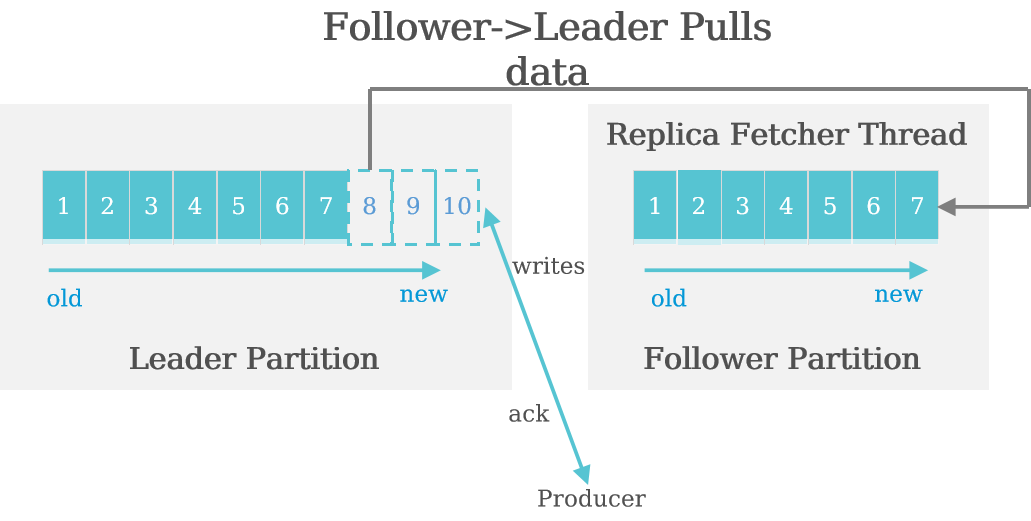 Follower->Leader Pulls
data
Replica Fetcher Thread
1 2 3 4 5 6 7 8 9 10
1 2 3 4 5 6 7
writes
old new
old new
Leader Partition
Follower Partition
ack
Producer